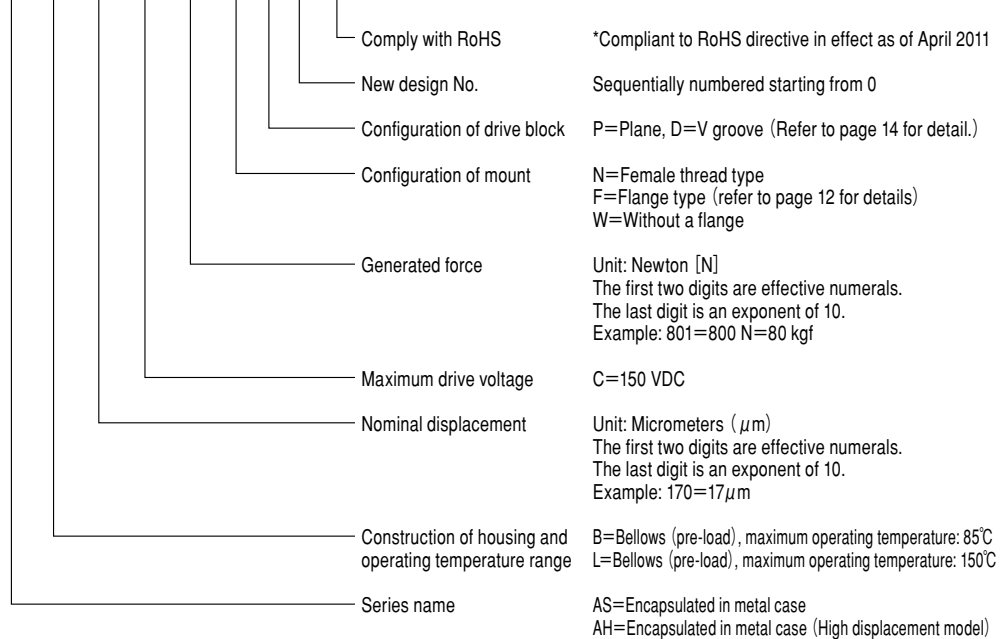 Comply with RoHS *Compliant to RoHS directive in effect as of April 2011
New design No. Sequentially numbered starting from 0
Configuration of drive block P=Plane, D=V groove (Refer to page 14 for detail.)
Configuration of mount N=Female thread type
F=Flange type (refer to page 12 for details)
W=Without a flange
Generated force Unit: Newton [N]
The first two digits are effective numerals.
The last digit is an exponent of 10.
Example: 801=800 N=80 kgf
Maximum drive voltage C=150 VDC
Nominal displacement Unit: Micrometers (μm)
The first two digits are effective numerals.
The last digit is an exponent of 10.
Example: 170=17μm
Construction of housing and B=Bellows (pre-load), maximum operating temperature: 85℃
operating temperature range L=Bellows (pre-load), maximum operating temperature: 150℃
Series name AS=Encapsulated in metal case
AH=Encapsulated in metal case (High displacement model)